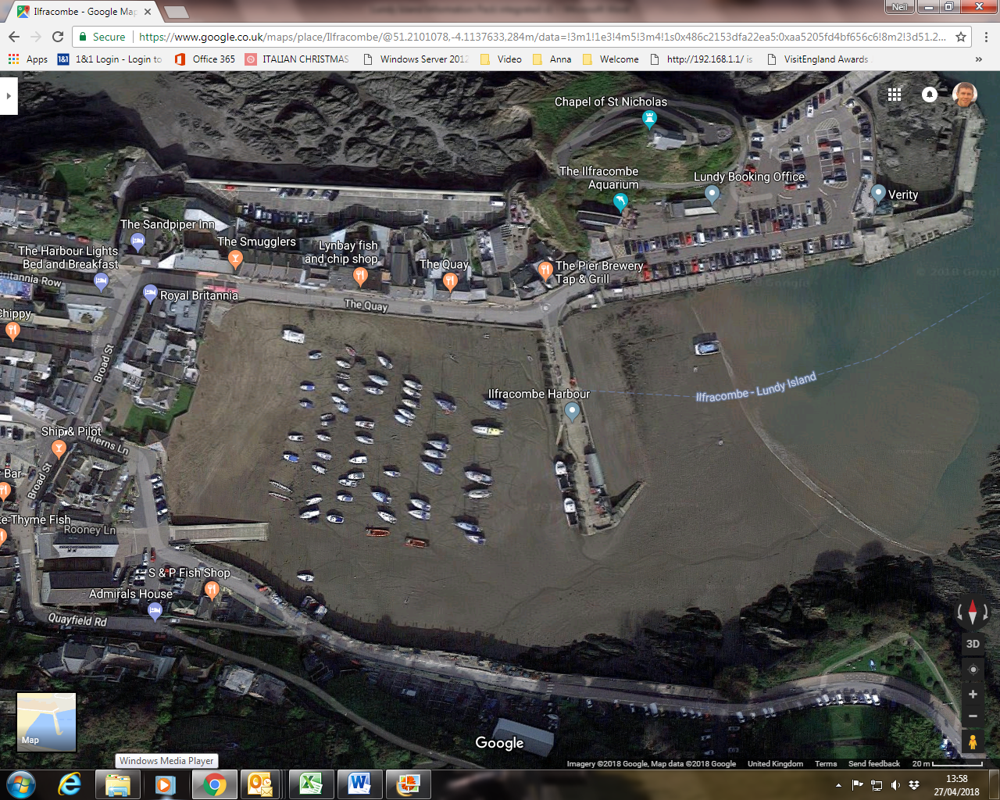 Ilfracombe - Google Map
Neil
Secure
https://www.google.co.uk/maps/place/Ilfracombe/@51.2101078,-4.1137633,284m/data=!3m1!1e3!4m5!3m4!1s0x486c2153dfa22ea5:0xaa5205fd4bf656c6!8m2!3d51.2...
Apps
1&1 Login - Login to
Office 365
ITALIAN CHRISTMAS
Windows Server 2012
Video
Anna
Welcome
http://192.168.1.1/ is
VisitEngland Awards
»
Chapel of St Nicholas
The Ilfracombe
Aquarium
Lundy Booking Office
Verity
The Sandpiper Inn
The Smugglers
Lynbay fish
and chip shop
The Quay
The Harbour Lights
Bed and Breakfast
The Pier Brewery
Tap & Grill
Britannia Row
Royal Britannia
The Quay
Chippy
Broad St
Ilfracombe Harbour
Ilfracombe - Lundy Island
Ship & Pilot
Hierns Ln
Bar
Broad St
Thyme Fish
Rooney Ln
S & P Fish Shop
Admirals House
Quayfield Rd
3D
Map
Google
Windows Media Player
Imagery ©2018 Google, Map data ©2018 Google
United Kingdom
Terms
Send feedback
20 m
13:58
27/04/2018